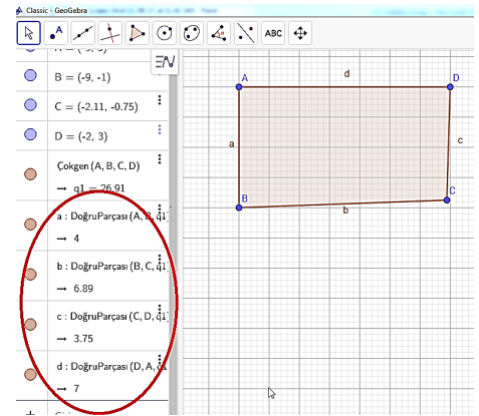 Classic - GeoGebra
ABC
B = (-9, -1)
C = (-2.11, -0.75)
D = (-2, 3)
Çokgen (A, B, C, D)
→ q1 = 26.91
a : DoğruParçası (A, B, q1
→ 4
b : DoğruParçası (B, C, q1
→ 6.89
c : DoğruParçası (C, D, q1
→ 3.75
d : DoğruParçası (D, A, q1
→ 7
A
d
D
a
c
B
C
b